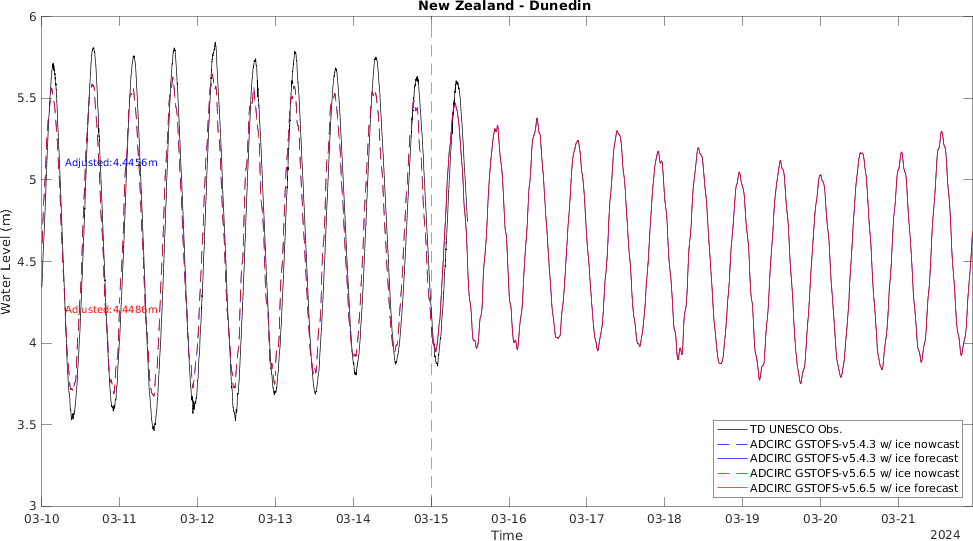 New Zealand - Dunedin
6
5.5
5
4.5
4
3.5
3
Water Level (m)
Adjusted:4.4456m
Adjusted:4.4486m
TD UNESCO Obs.
ADCIRC GSTOFS-v5.4.3 w/ ice nowcast
ADCIRC GSTOFS-v5.4.3 w/ ice forecast
ADCIRC GSTOFS-v5.6.5 w/ ice nowcast
ADCIRC GSTOFS-v5.6.5 w/ ice forecast
03-10 03-11 03-12 03-13 03-14 03-15 03-16 03-17 03-18 03-19 03-20 03-21
Time
2024